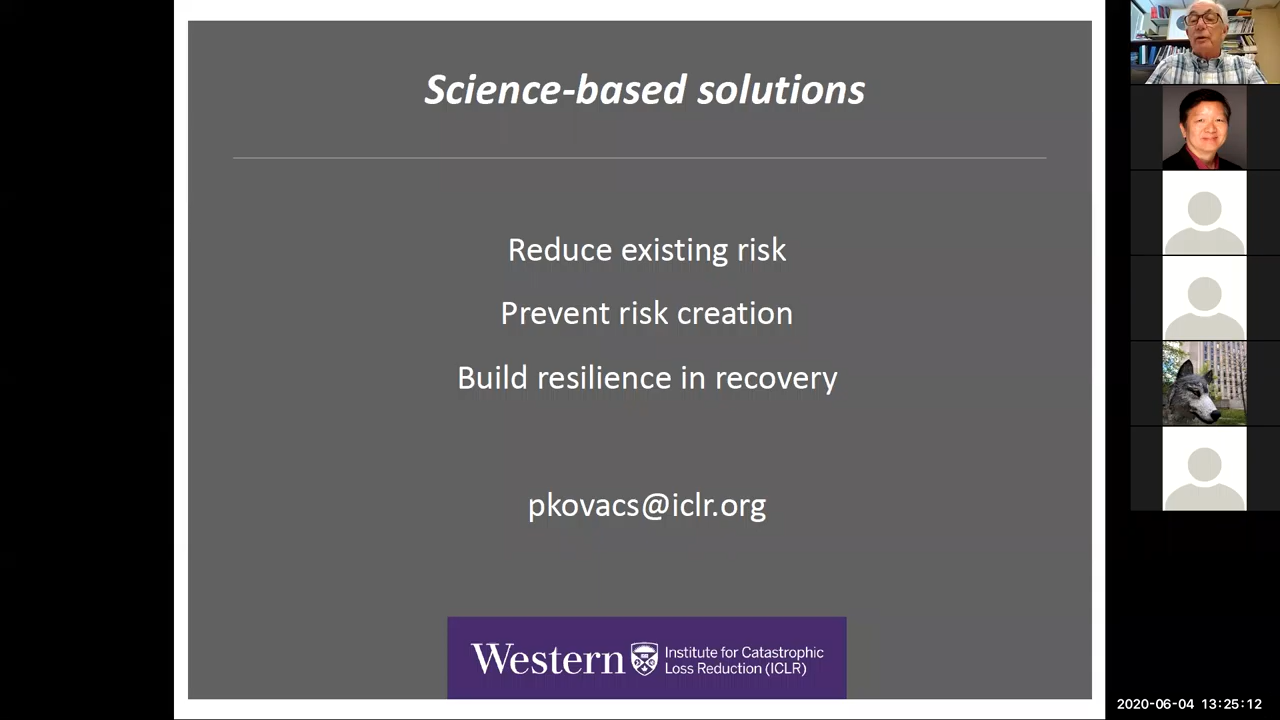 Science-based solutions
Reduce existing risk
Prevent risk creation
Build resilience in recovery
pkovacs@iclr.org
Western
Institute for Catastrophic
Loss Reduction (ICLR)
2020-06-04 13:25:12